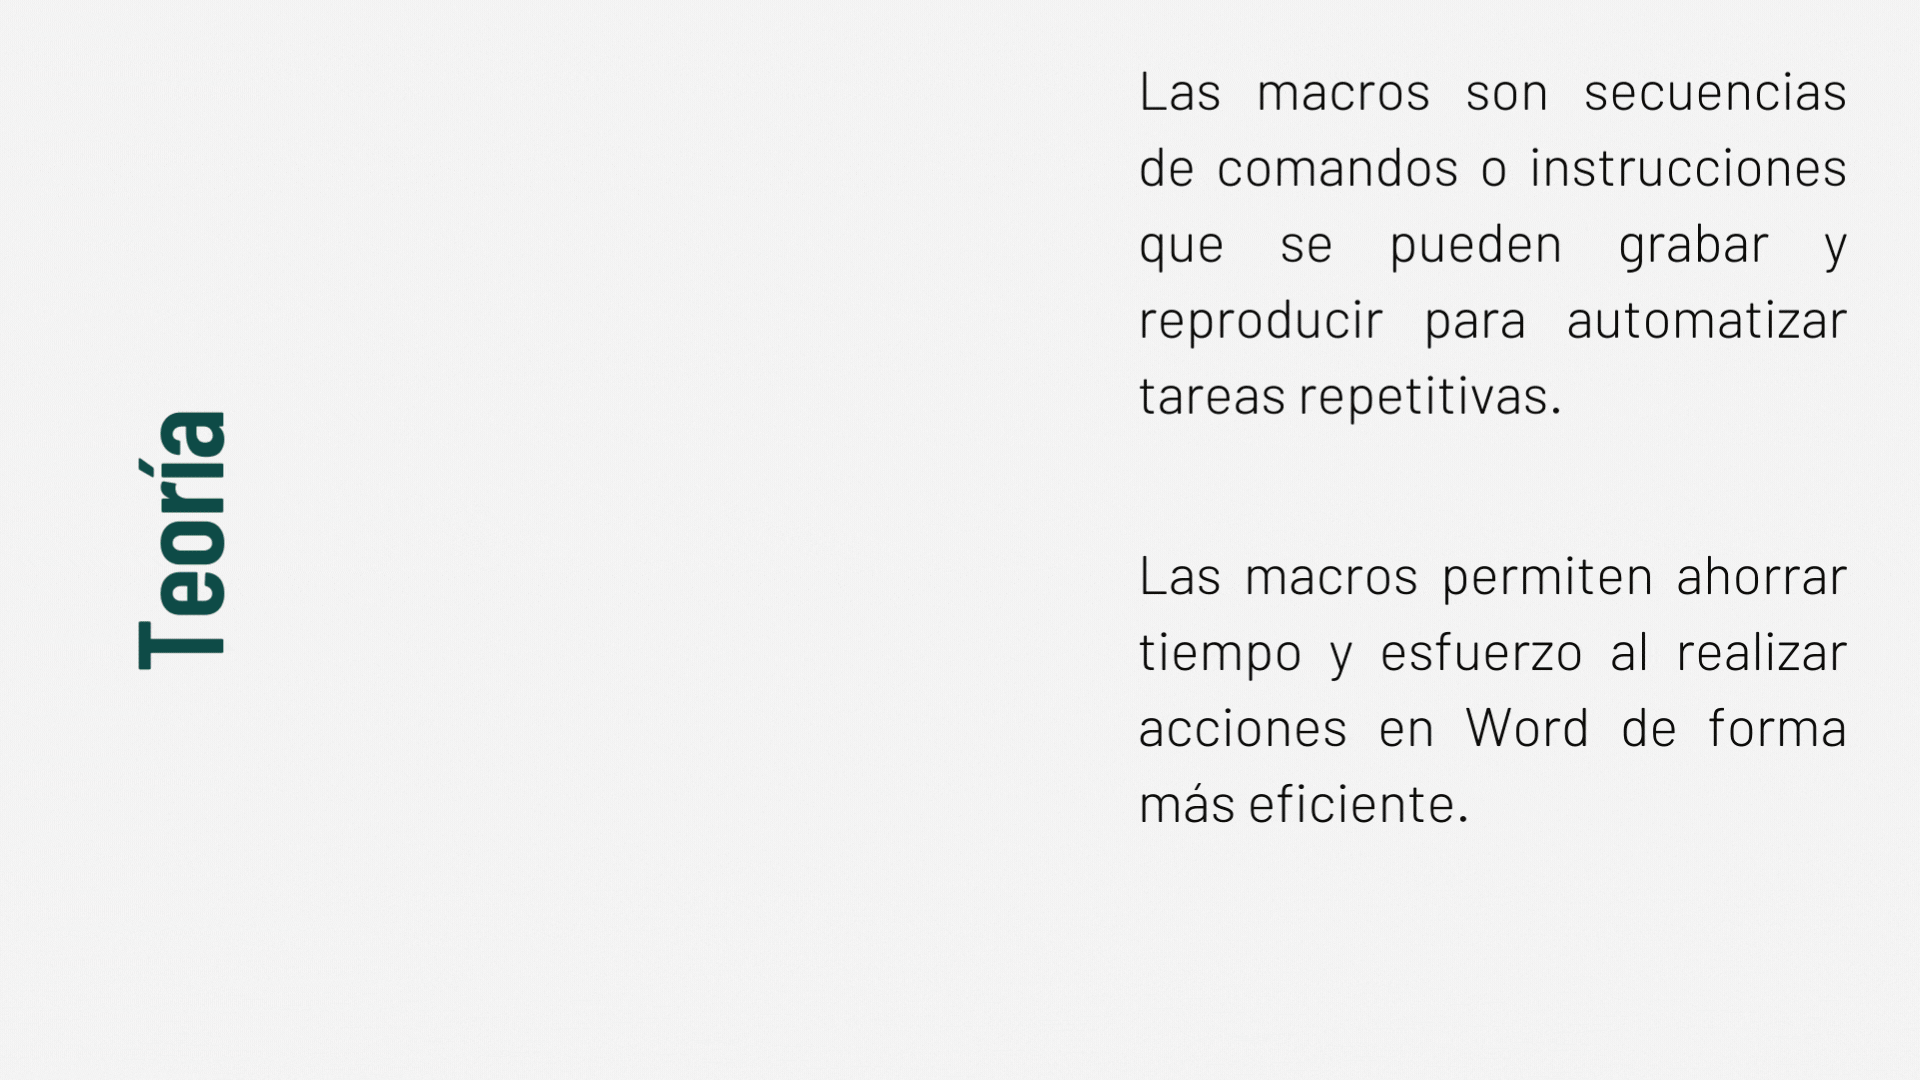 Teoría
Las macros son secuencias
de comandos o instrucciones
que se pueden grabar y
reproducir para automatizar
tareas repetitivas.
Las macros permiten ahorrar
tiempo y esfuerzo al realizar
acciones en Word de forma
más eficiente.